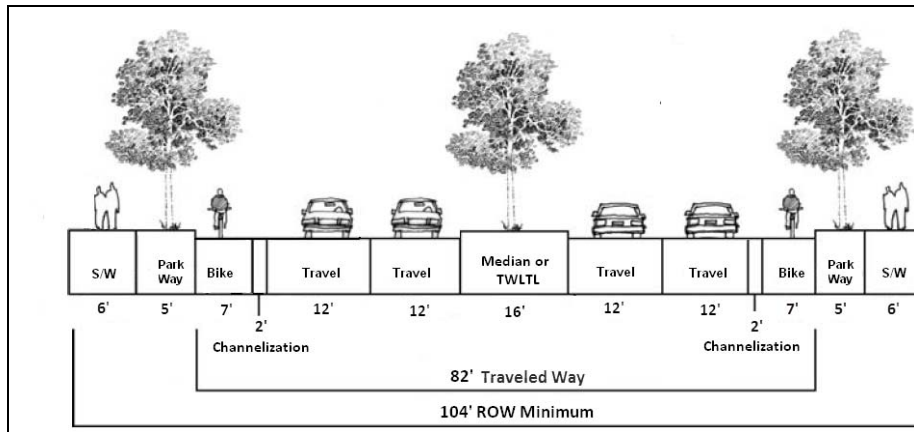 S/W Park Way Bike Travel Travel Median or TWLTL Travel Travel Bike Park Way S/W
6' 5' 7' 12' 12' 16' 12' 12' 7' 5' 6'
2' 2'
Channelization Channelization
82' Traveled Way
104' ROW Minimum